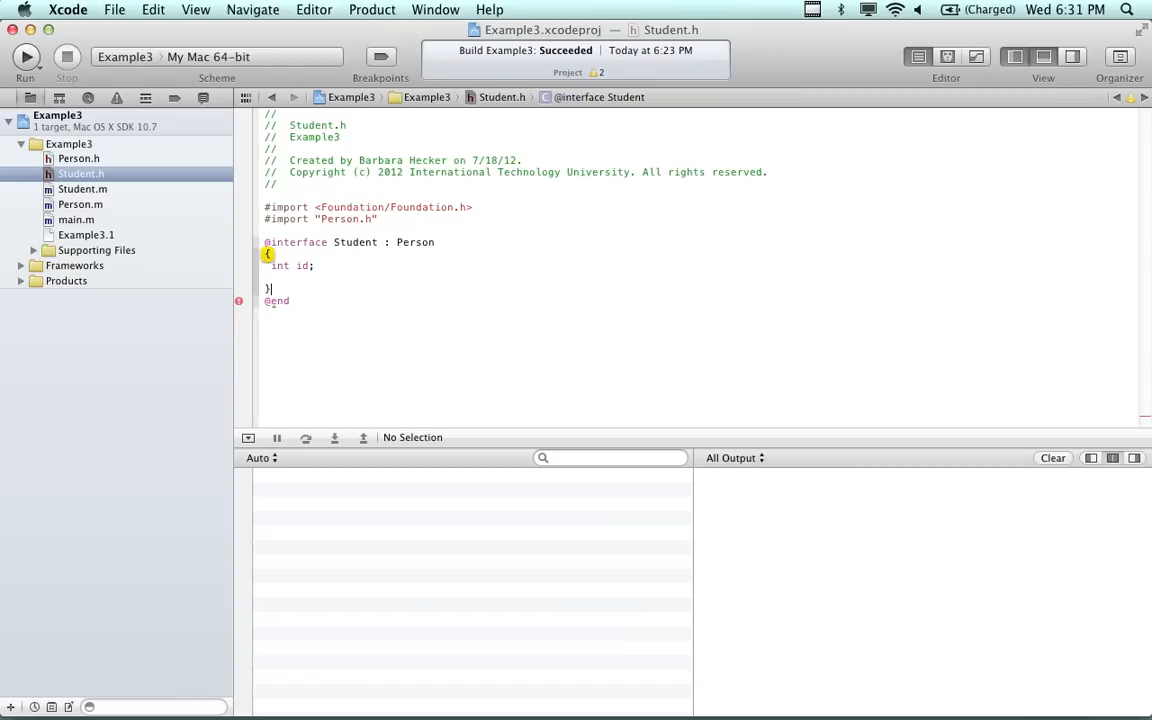 Xcode File Edit View Navigate Editor Product Window Help (Charged) Wed 6:31 PM
Example3.xcodeproj — Student.h
Example3 My Mac 64-bit
Build Example3: Succeeded | Today at 6:23 PM
Project 2
Run Stop Scheme Breakpoints Editor View Organizer
Example3 Example3 Student.h @interface Student
Example3
1 target, Mac OS X SDK 10.7
Example3
Person.h
Student.h
Student.m
Person.m
main.m
Example3.1
Supporting Files
Frameworks
Products
//
// Student.h
// Example3
//
// Created by Barbara Hecker on 7/18/12.
// Copyright (c) 2012 International Technology University. All rights reserved.
//
#import <Foundation/Foundation.h>
#import "Person.h"
@interface Student : Person
{
int id;
}
@end
No Selection
Auto All Output Clear